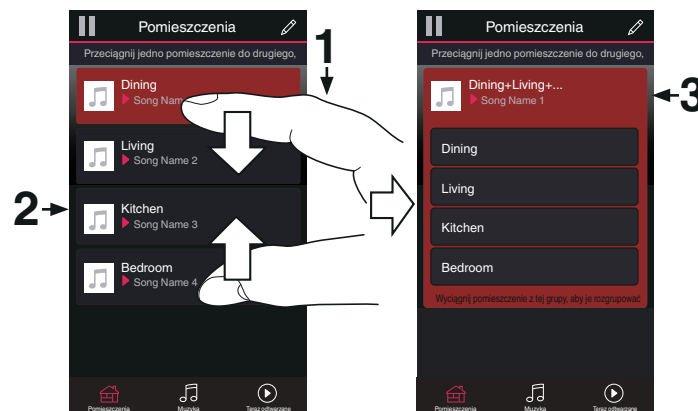 Pomieszczenia
Przeciągnij jedno pomieszczenie do drugiego,
1
Dining
Song Nam
Living
Song Name 2
2
Kitchen
Song Name 3
Bedroom
Song Name 4
Pomieszczenia
Muzyka
Teraz odtwarzane
Pomieszczenia
Przeciągnij jedno pomieszczenie do drugiego,
Dining+Living+...
Song Name 1
3
Dining
Living
Kitchen
Bedroom
Wyciągnij pomieszczenie z tej grupy, aby je rozgrupować
Pomieszczenia
Muzyka
Teraz odtwarzane